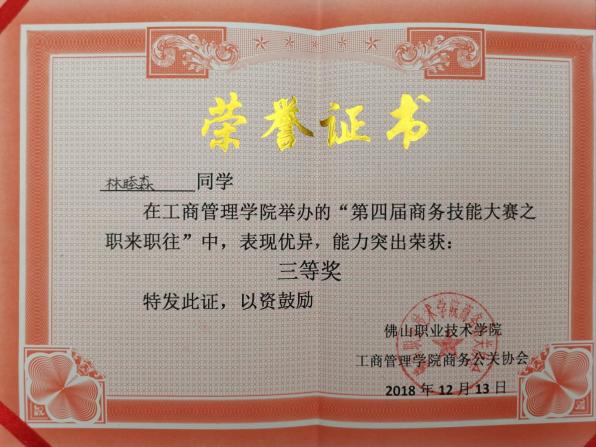 荣誉证书
林睦森 同学
在工商管理学院举办的“第四届商务技能大赛之
职来职往”中，表现优异，能力突出荣获：
三等奖
特发此证，以资鼓励
佛山职业技术学院
工商管理学院商务公关协会
2018 年 12 月 13 日